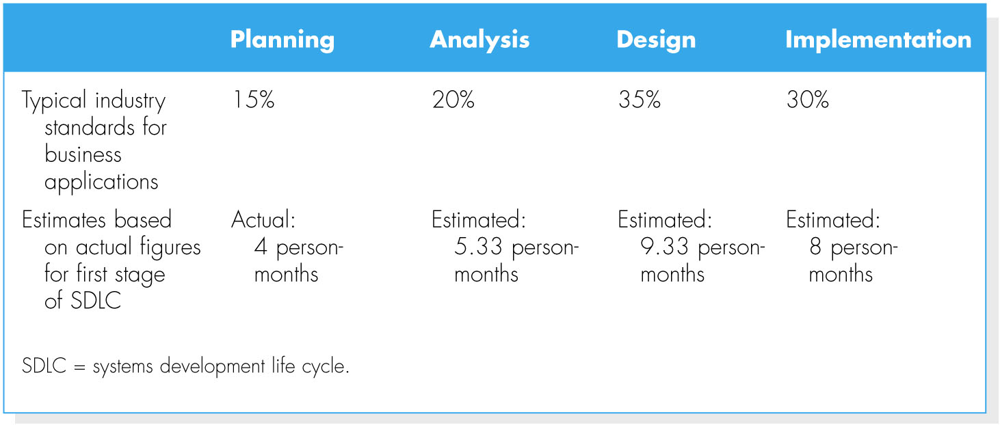 Planning Analysis Design Implementation
Typical industry standards for business applications 15% 20% 35% 30%
Estimates based on actual figures for first stage of SDLC Actual: 4 person-months Estimated: 5.33 person-months Estimated: 9.33 person-months Estimated: 8 person-months
SDLC = systems development life cycle.